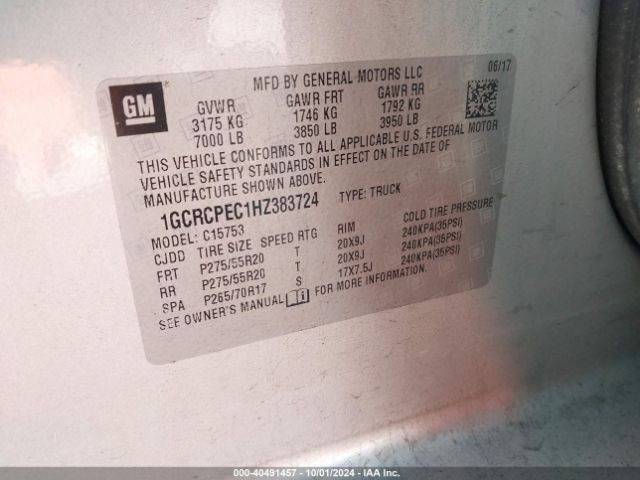 GM
MFD BY GENERAL MOTORS LLC 06/17
GVWR GAWR FRT GAWR RR
3175 KG 1746 KG 1792 KG
7000 LB 3850 LB 3950 LB
THIS VEHICLE CONFORMS TO ALL APPLICABLE U.S. FEDERAL MOTOR
VEHICLE SAFETY STANDARDS IN EFFECT ON THE DATE OF
MANUFACTURE SHOWN ABOVE.
1GCRCPEC1HZ383724 TYPE: TRUCK
MODEL: C15753
CJDD TIRE SIZE SPEED RTG RIM COLD TIRE PRESSURE
FRT P275/55R20 T 20X9J 240KPA(35PSI)
RR P275/55R20 T 20X9J 240KPA(35PSI)
SPA P265/70R17 S 17X7.5J 240KPA(35PSI)
SEE OWNER'S MANUAL FOR MORE INFORMATION.
000-40491457 - 10/01/2024 - IAA Inc.